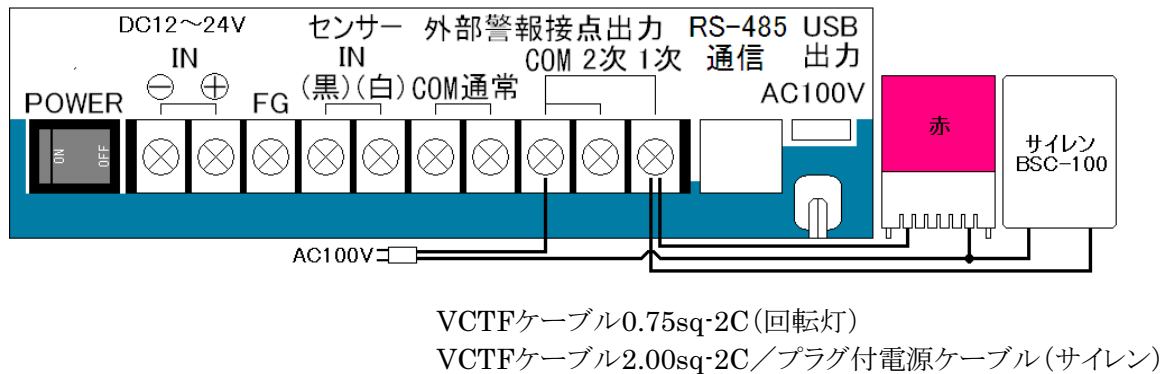 DC12～24V センサー 外部警報接点出力 RS-485 USB
IN IN COM 2次 1次 通信 出力
⊖ ⊕ (黒)(白) COM通常 AC100V
POWER FG
ON OFF
赤
サイレン
BSC-100
AC100V
VCTFケーブル0.75sq-2C(回転灯)
VCTFケーブル2.00sq-2C／プラグ付電源ケーブル(サイレン)